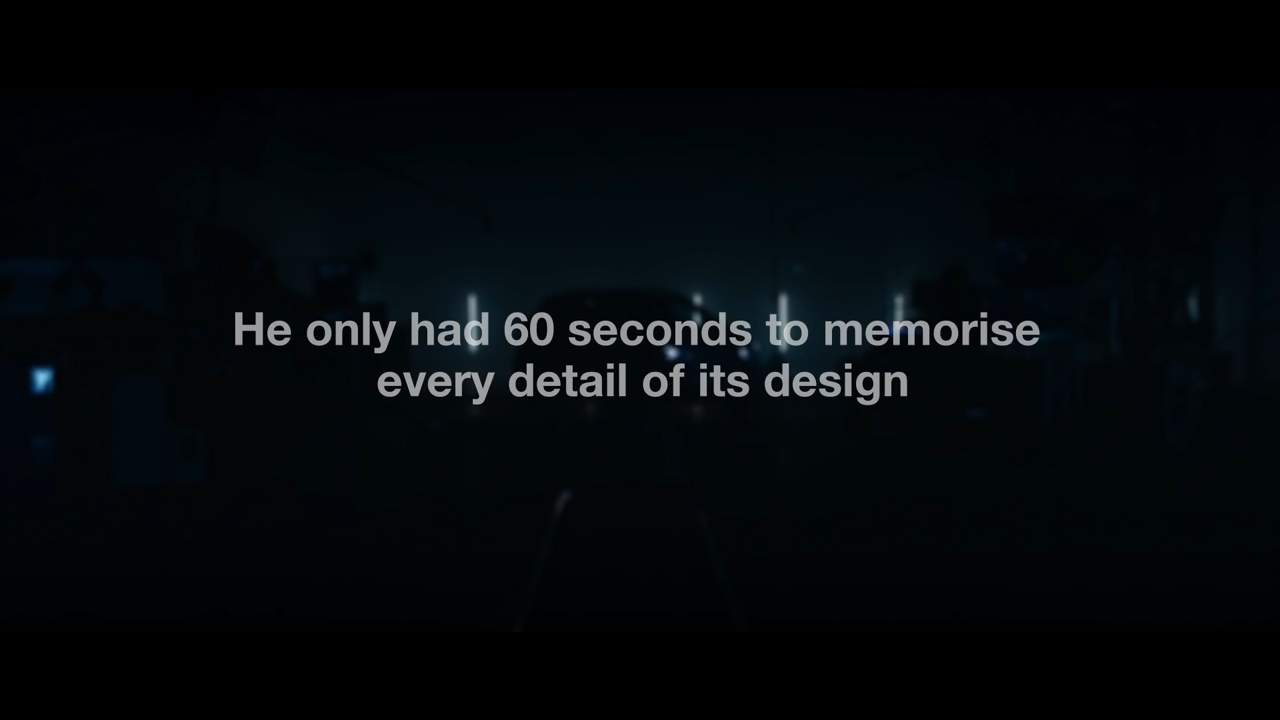 He only had 60 seconds to memorise
every detail of its design